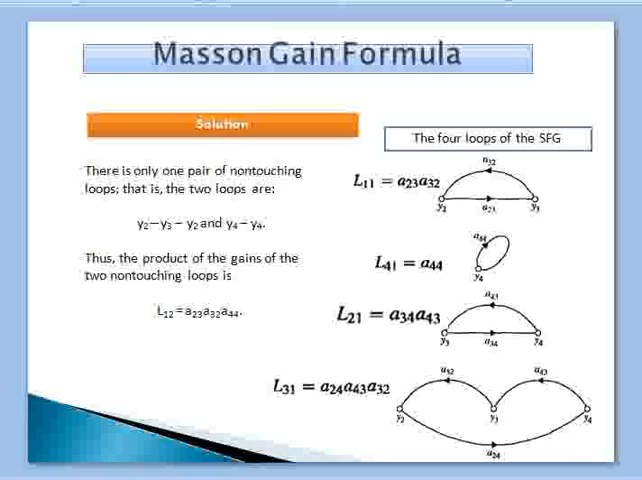 Masson Gain Formula
Solution
The four loops of the SFG
There is only one pair of nontouching
loops; that is, the two loops are:
y₂ – y₃ – y₂ and y₄ – y₄.
Thus, the product of the gains of the
two nontouching loops is
L₁₂ = a₂₃a₃₂a₄₄.
L₁₁ = a₂₃a₃₂
a₃₂
y₂
a₂₃
y₃
L₄₁ = a₄₄
a₄₄
y₄
L₂₁ = a₃₄a₄₃
a₄₃
y₃
a₃₄
y₄
L₃₁ = a₂₄a₄₃a₃₂
a₃₂
a₄₃
y₂
y₃
y₄
a₂₄